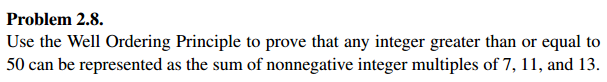 Problem 2.8.
Use the Well Ordering Principle to prove that any integer greater than or equal to
50 can be represented as the sum of nonnegative integer multiples of 7, 11, and 13.